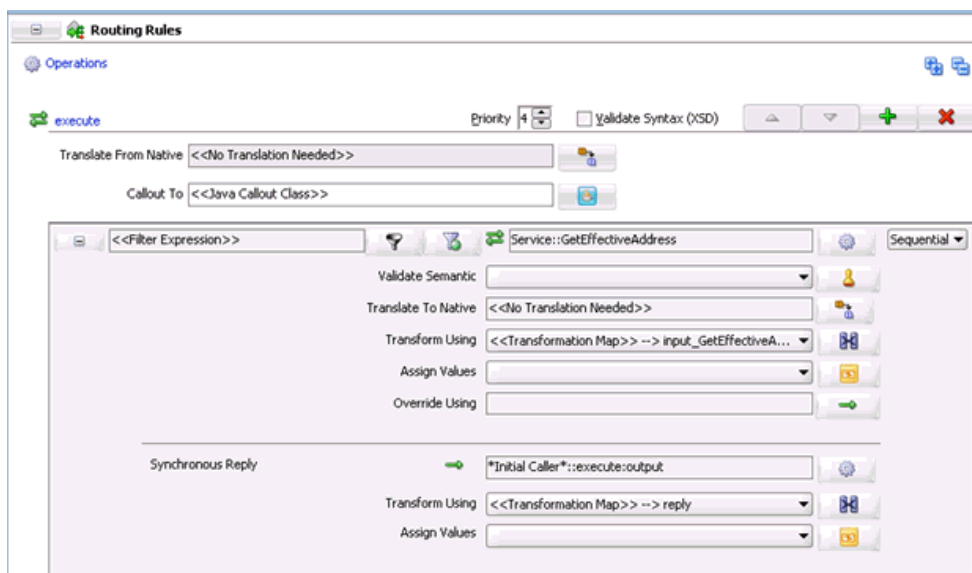 Routing Rules
Operations
execute Priority 4 Validate Syntax (XSD)
Translate From Native <<No Translation Needed>>
Callout To <<Java Callout Class>>
<<Filter Expression>> Service::GetEffectiveAddress Sequential
Validate Semantic
Translate To Native <<No Translation Needed>>
Transform Using <<Transformation Map>> --> input_GetEffectiveA...
Assign Values
Override Using
Synchronous Reply *Initial Caller*::execute:output
Transform Using <<Transformation Map>> --> reply
Assign Values